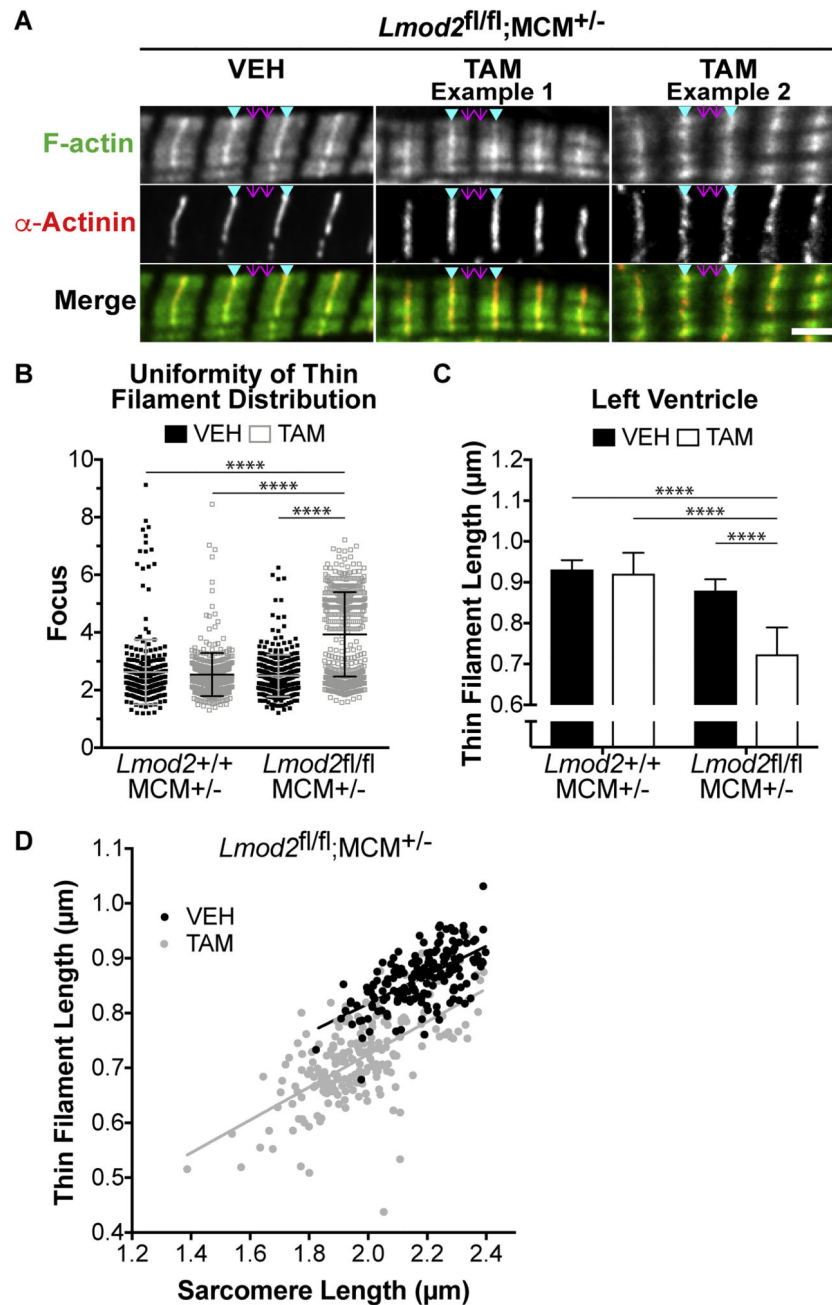 A
Lmod2fl/fl;MCM+/-
VEH
TAM
Example 1
TAM
Example 2
F-actin
α-Actinin
Merge
B
Uniformity of Thin
Filament Distribution
VEH TAM
****
****
****
10
8
6
4
2
0
Focus
Lmod2+/+
MCM+/-
Lmod2fl/fl
MCM+/-
C
Left Ventricle
VEH TAM
****
****
****
1.2
1.1
1.0
0.9
0.8
0.7
0.6
Thin Filament Length (µm)
Lmod2+/+
MCM+/-
Lmod2fl/fl
MCM+/-
D
Lmod2fl/fl;MCM+/-
VEH
TAM
1.1
1.0
0.9
0.8
0.7
0.6
0.5
0.4
Thin Filament Length (µm)
1.2 1.4 1.6 1.8 2.0 2.2 2.4
Sarcomere Length (µm)